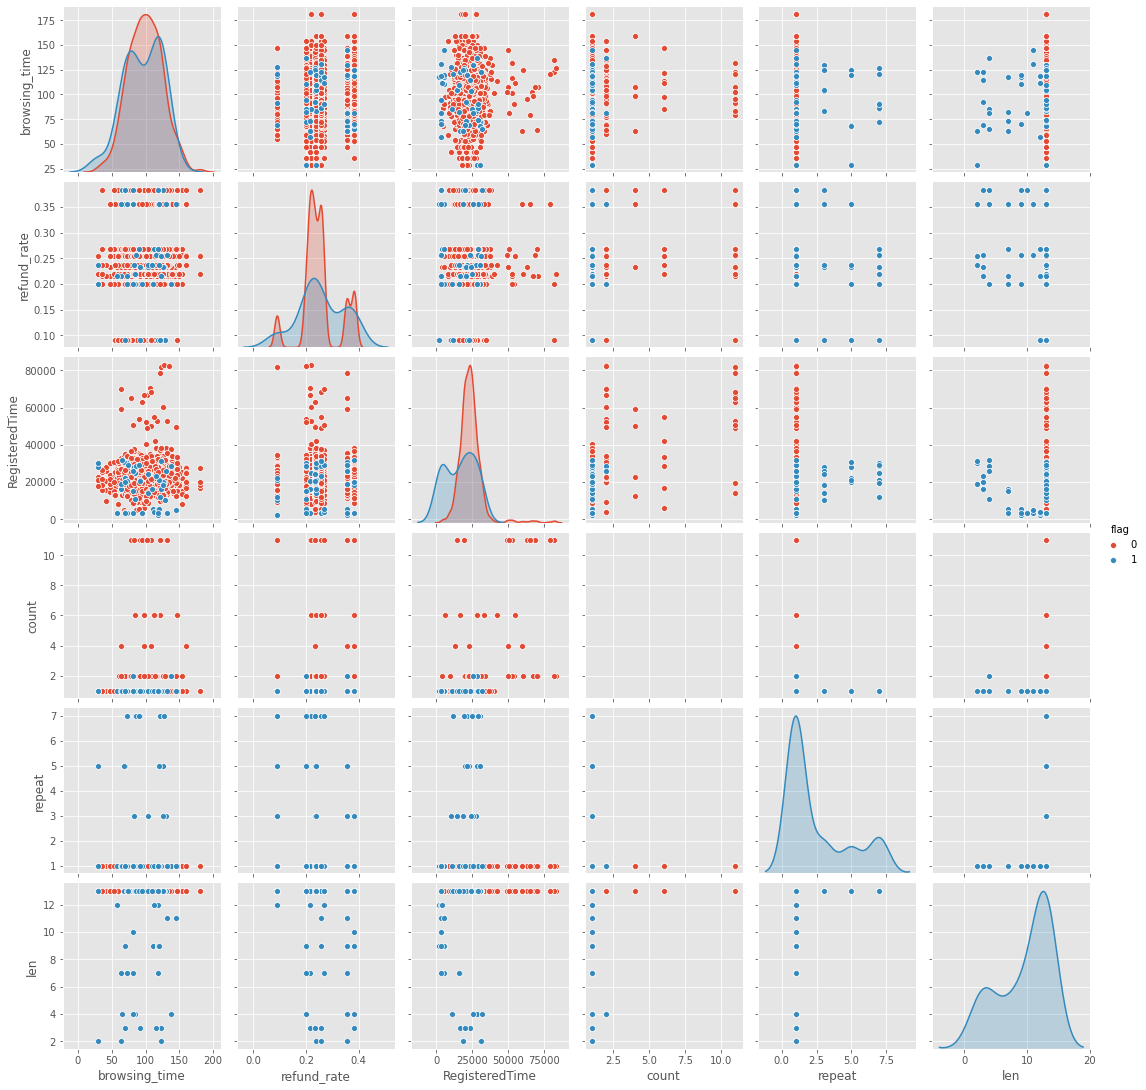 browsing_time
175
150
125
100
75
50
25
refund_rate
0.35
0.30
0.25
0.20
0.15
0.10
RegisteredTime
80000
60000
40000
20000
0
flag
0
1
count
10
8
6
4
2
repeat
7
6
5
4
3
2
1
len
12
10
8
6
4
2
0 50 100 150 200
0.0 0.2 0.4
0 25000 50000 75000
2.5 5.0 7.5 10.0
0.0 2.5 5.0 7.5
0 10 20
browsing_time refund_rate RegisteredTime count repeat len